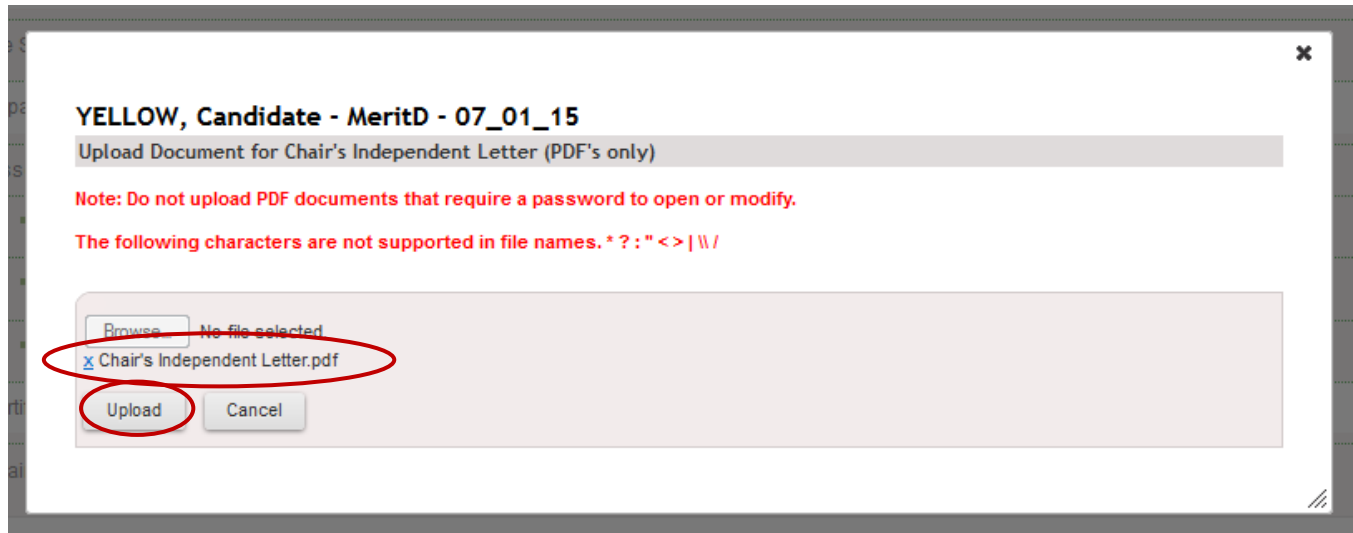 YELLOW, Candidate - MeritD - 07_01_15
Upload Document for Chair's Independent Letter (PDF's only)
Note: Do not upload PDF documents that require a password to open or modify.
The following characters are not supported in file names. * ? : " < > | \\ /
Browse... No file selected.
x Chair's Independent Letter.pdf
Upload Cancel